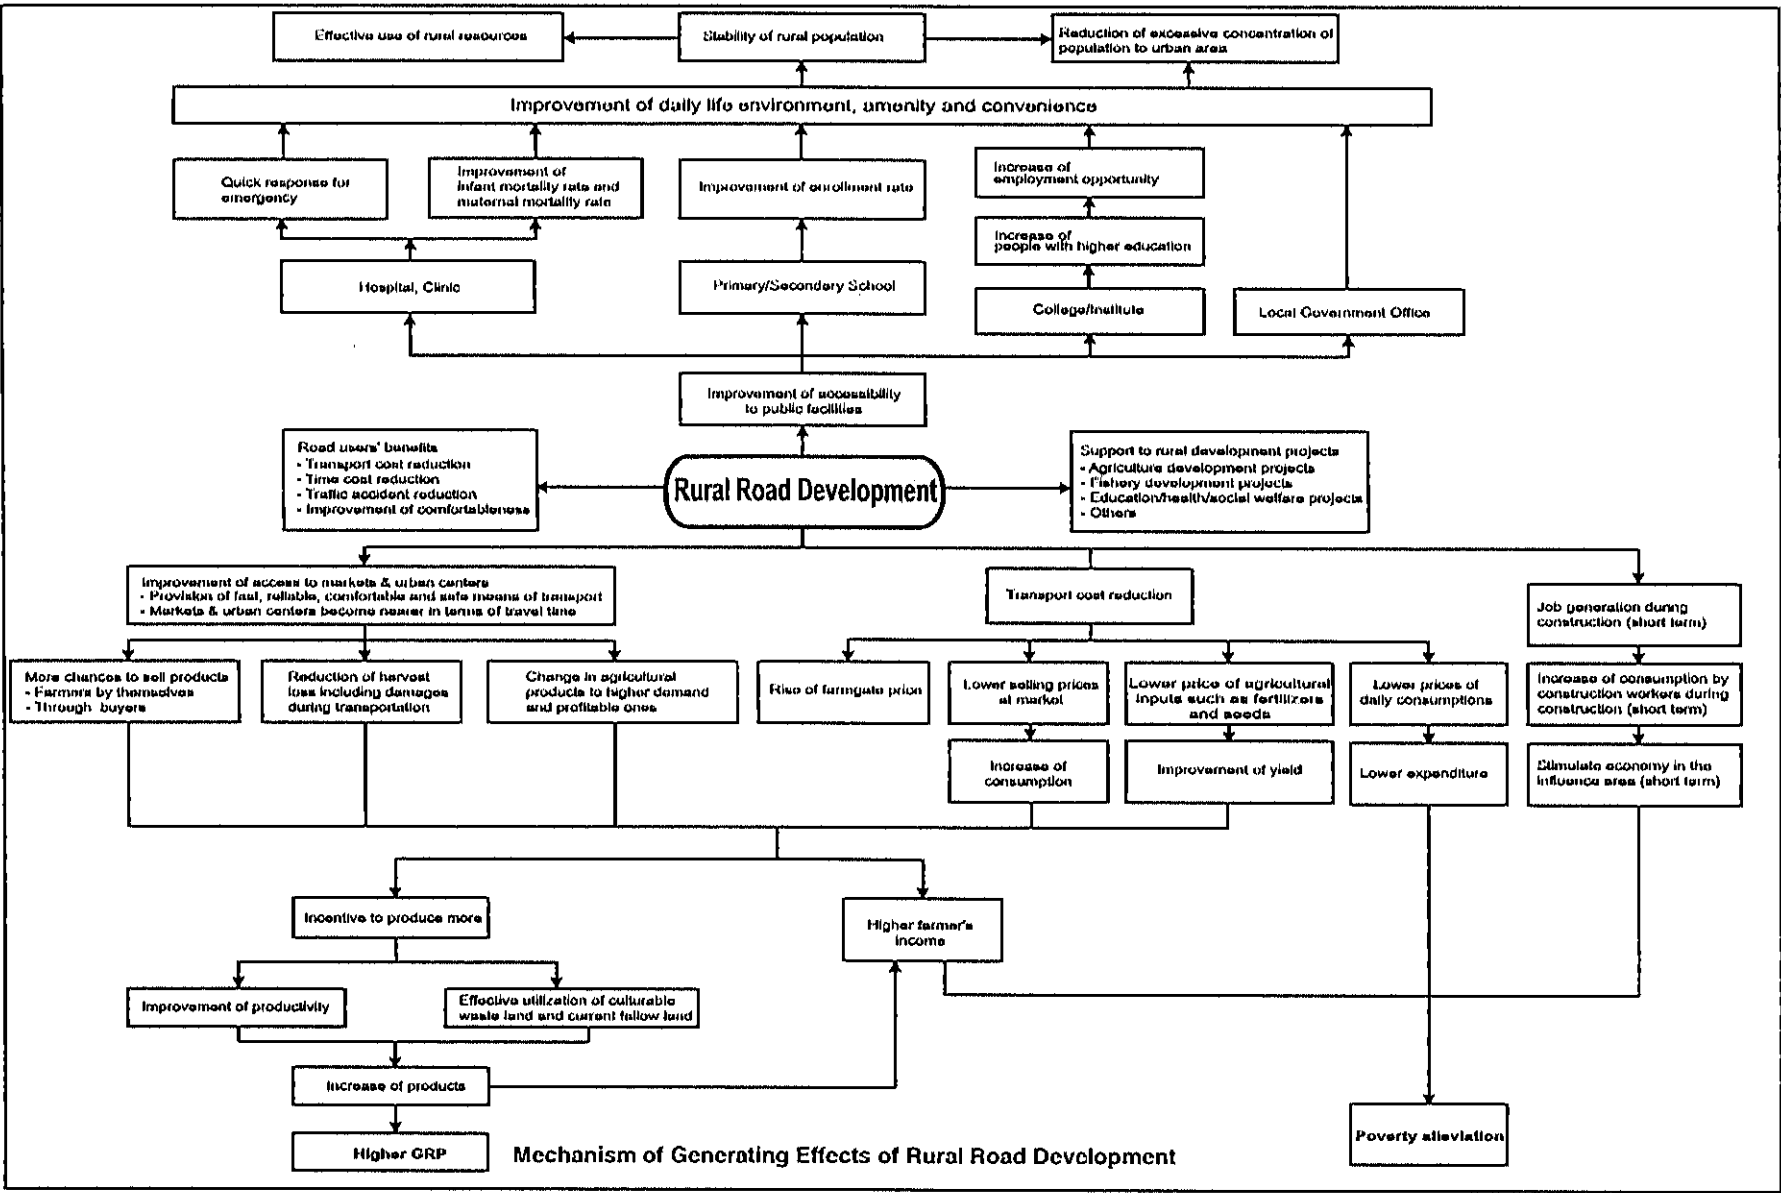 Effective use of rural resources
Stability of rural population
Reduction of excessive concentration of
population to urban area
Improvement of daily life environment, amenity and convenience
Quick response for
emergency
Improvement of
infant mortality rate and
maternal mortality rate
Improvement of enrollment rate
Increase of
employment opportunity
Increase of
people with higher education
Hospital, Clinic
Primary/Secondary School
College/Institute
Local Government Office
Improvement of accessibility
to public facilities
Road users' benefits
- Transport cost reduction
- Time cost reduction
- Traffic accident reduction
- Improvement of comfortableness
Rural Road Development
Support to rural development projects
- Agriculture development projects
- Fishery development projects
- Education/health/social welfare projects
- Others
Improvement of access to markets & urban centers
- Provision of fast, reliable, comfortable and safe means of transport
- Markets & urban centers become nearer in terms of travel time
Transport cost reduction
Job generation during
construction (short term)
More chances to sell products
- Farmers by themselves
- Through buyers
Reduction of harvest
loss including damages
during transportation
Change in agricultural
products to higher demand
and profitable ones
Rise of farmgate price
Lower selling prices
at market
Lower price of agricultural
inputs such as fertilizers
and seeds
Lower prices of
daily consumptions
Increase of consumption by
construction workers during
construction (short term)
Increase of
consumption
Improvement of yield
Lower expenditure
Stimulate economy in the
influence area (short term)
Incentive to produce more
Higher farmer's
income
Improvement of productivity
Effective utilization of culturable
waste land and current fallow land
Increase of products
Higher GRP
Poverty alleviation
Mechanism of Generating Effects of Rural Road Development